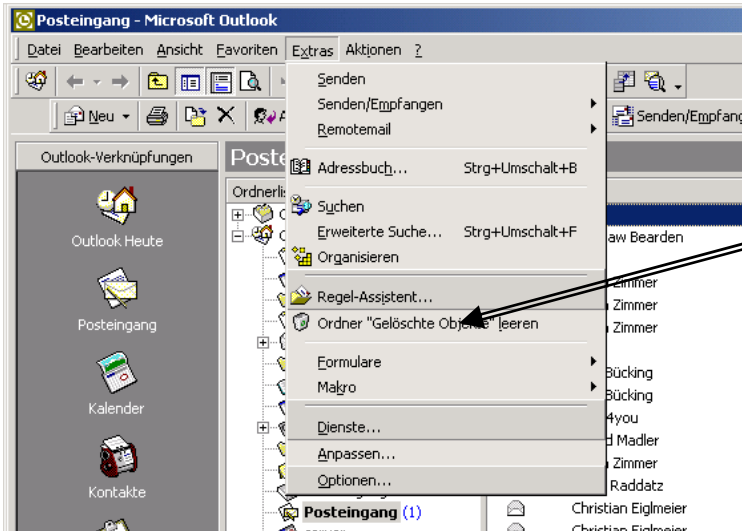 Posteingang - Microsoft Outlook
Datei Bearbeiten Ansicht Favoriten Extras Aktionen ?
Neu
Senden/Empfang
Outlook-Verknüpfungen
Poste
Ordnerli
Outlook Heute
Posteingang
Kalender
Kontakte
Senden
Senden/Empfangen
Remotemail
Adressbuch... Strg+Umschalt+B
Suchen
Erweiterte Suche... Strg+Umschalt+F
Organisieren
Regel-Assistent...
Ordner "Gelöschte Objekte" leeren
Formulare
Makro
Dienste...
Anpassen...
Optionen...
Posteingang (1)
aw Bearden
Zimmer
Zimmer
Zimmer
Bücking
Bücking
4you
d Madler
Zimmer
Raddatz
Christian Eiglmeier
Christian Eiglmeier